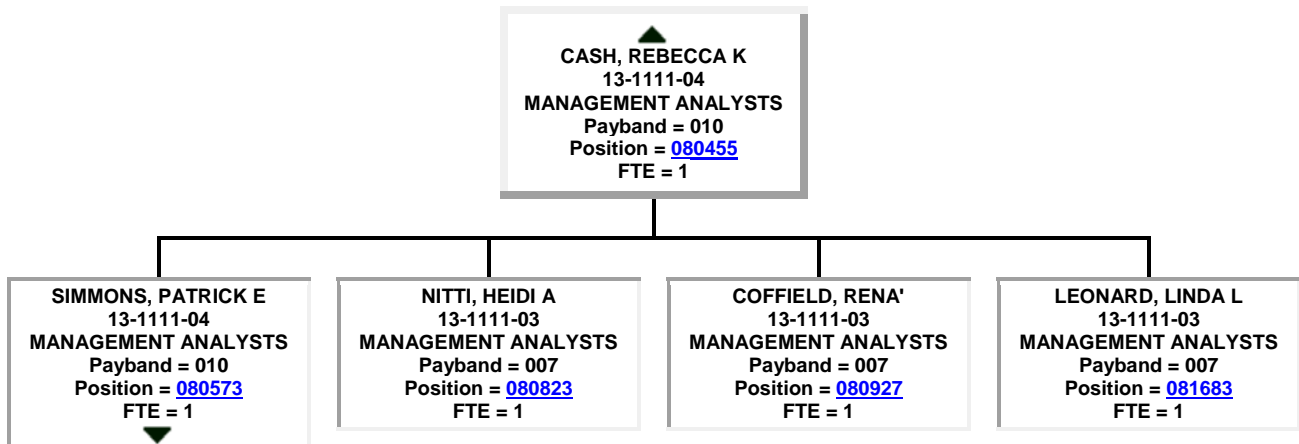 CASH, REBECCA K
13-1111-04
MANAGEMENT ANALYSTS
Payband = 010
Position = 080455
FTE = 1
SIMMONS, PATRICK E
13-1111-04
MANAGEMENT ANALYSTS
Payband = 010
Position = 080573
FTE = 1
NITTI, HEIDI A
13-1111-03
MANAGEMENT ANALYSTS
Payband = 007
Position = 080823
FTE = 1
COFFIELD, RENA'
13-1111-03
MANAGEMENT ANALYSTS
Payband = 007
Position = 080927
FTE = 1
LEONARD, LINDA L
13-1111-03
MANAGEMENT ANALYSTS
Payband = 007
Position = 081683
FTE = 1